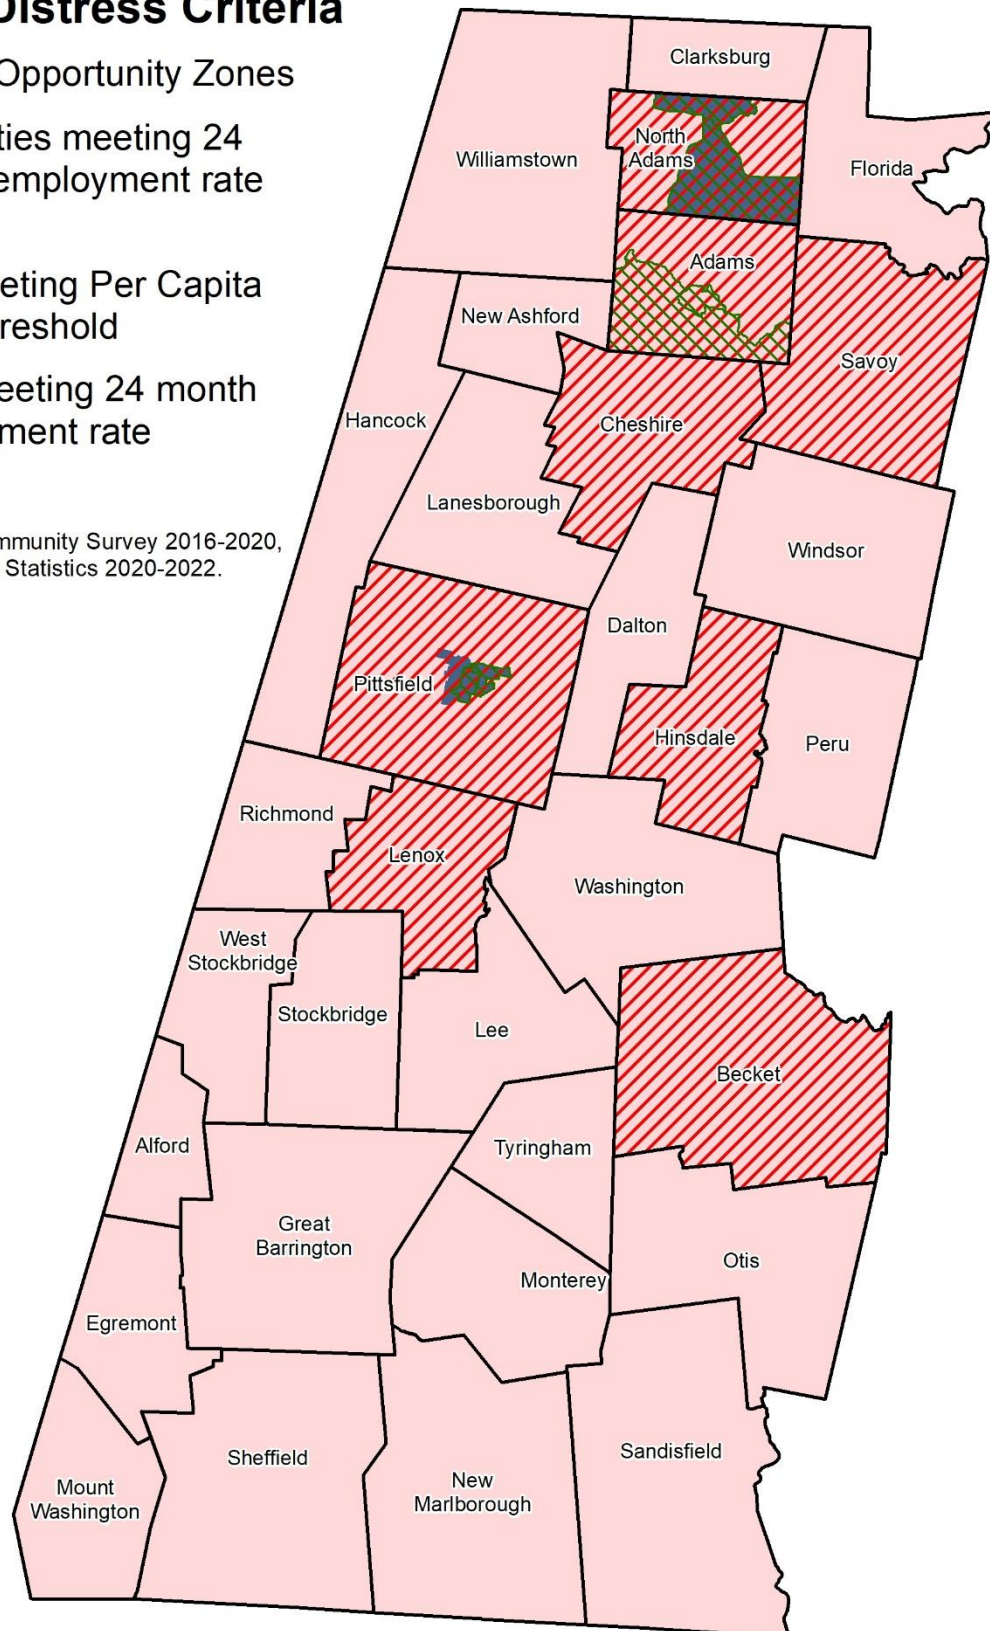 Distress Criteria
Opportunity Zones
ties meeting 24
employment rate
eting Per Capita
reshold
eeting 24 month
ment rate
mmunity Survey 2016-2020,
Statistics 2020-2022.
Clarksburg
North
Adams
Williamstown
Florida
Adams
New Ashford
Savoy
Hancock
Cheshire
Lanesborough
Windsor
Dalton
Pittsfield
Hinsdale
Peru
Richmond
Lenox
Washington
West
Stockbridge
Stockbridge
Lee
Becket
Alford
Tyringham
Great
Barrington
Otis
Monterey
Egremont
Sheffield
Sandisfield
New
Marlborough
Mount
Washington